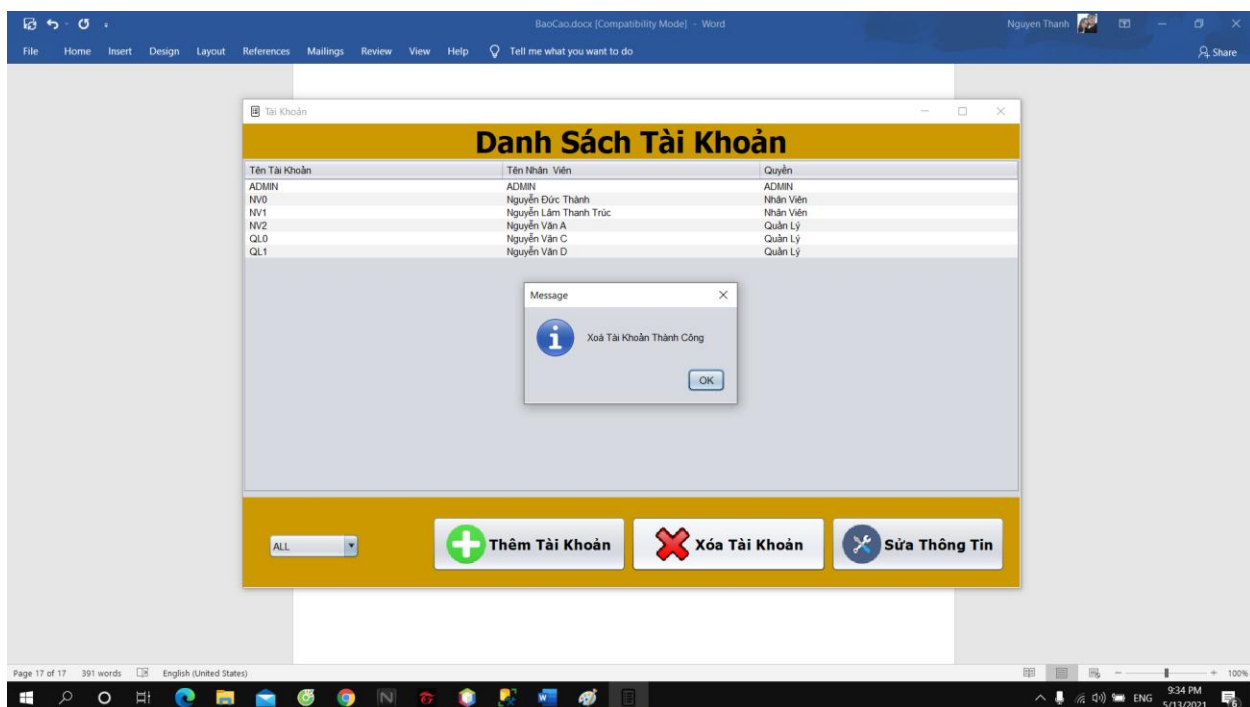 BaoCao.docx [Compatibility Mode] - Word
Nguyen Thanh
File Home Insert Design Layout References Mailings Review View Help Tell me what you want to do
Share
Tài Khoản
Danh Sách Tài Khoản
Tên Tài Khoản Tên Nhân Viên Quyền
ADMIN ADMIN ADMIN
NV0 Nguyễn Đức Thành Nhân Viên
NV1 Nguyễn Lâm Thanh Trúc Nhân Viên
NV2 Nguyễn Văn A Quản Lý
QL0 Nguyễn Văn C Quản Lý
QL1 Nguyễn Văn D Quản Lý
Message
Xoá Tài Khoản Thành Công
OK
ALL
Thêm Tài Khoản
Xóa Tài Khoản
Sửa Thông Tin
Page 17 of 17 391 words English (United States)
100%
ENG
9:34 PM
5/13/2021
6